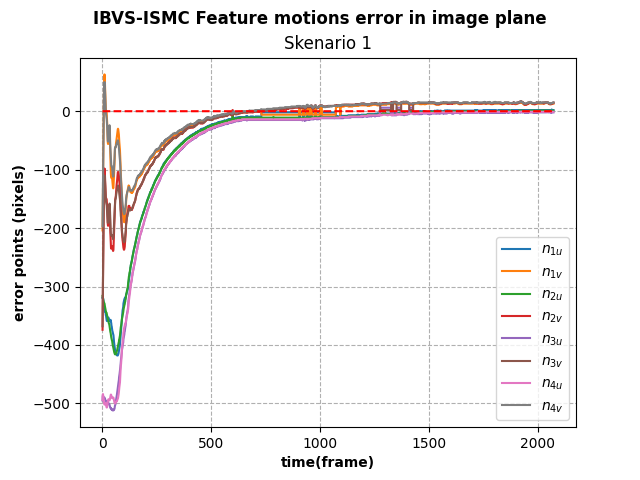 IBVS-ISMC Feature motions error in image plane
Skenario 1
error points (pixels)
0
−100
−200
−300
−400
−500
n1u
n1v
n2u
n2v
n3u
n3v
n4u
n4v
0 500 1000 1500 2000
time(frame)